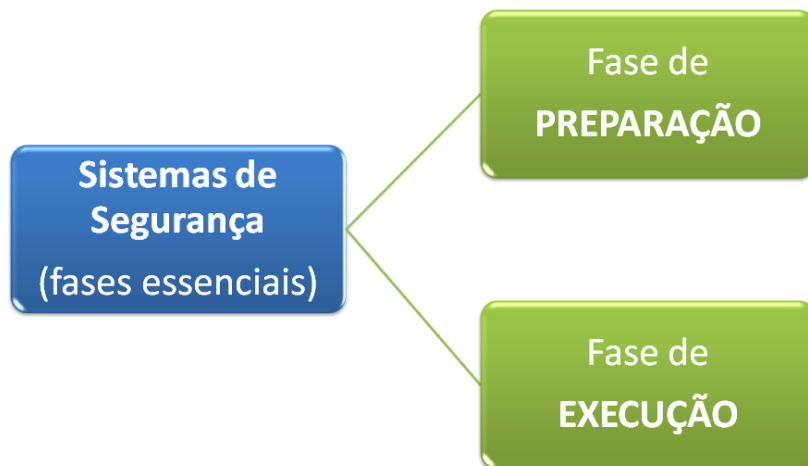 Sistemas de
Segurança
(fases essenciais)
Fase de
PREPARAÇÃO
Fase de
EXECUÇÃO